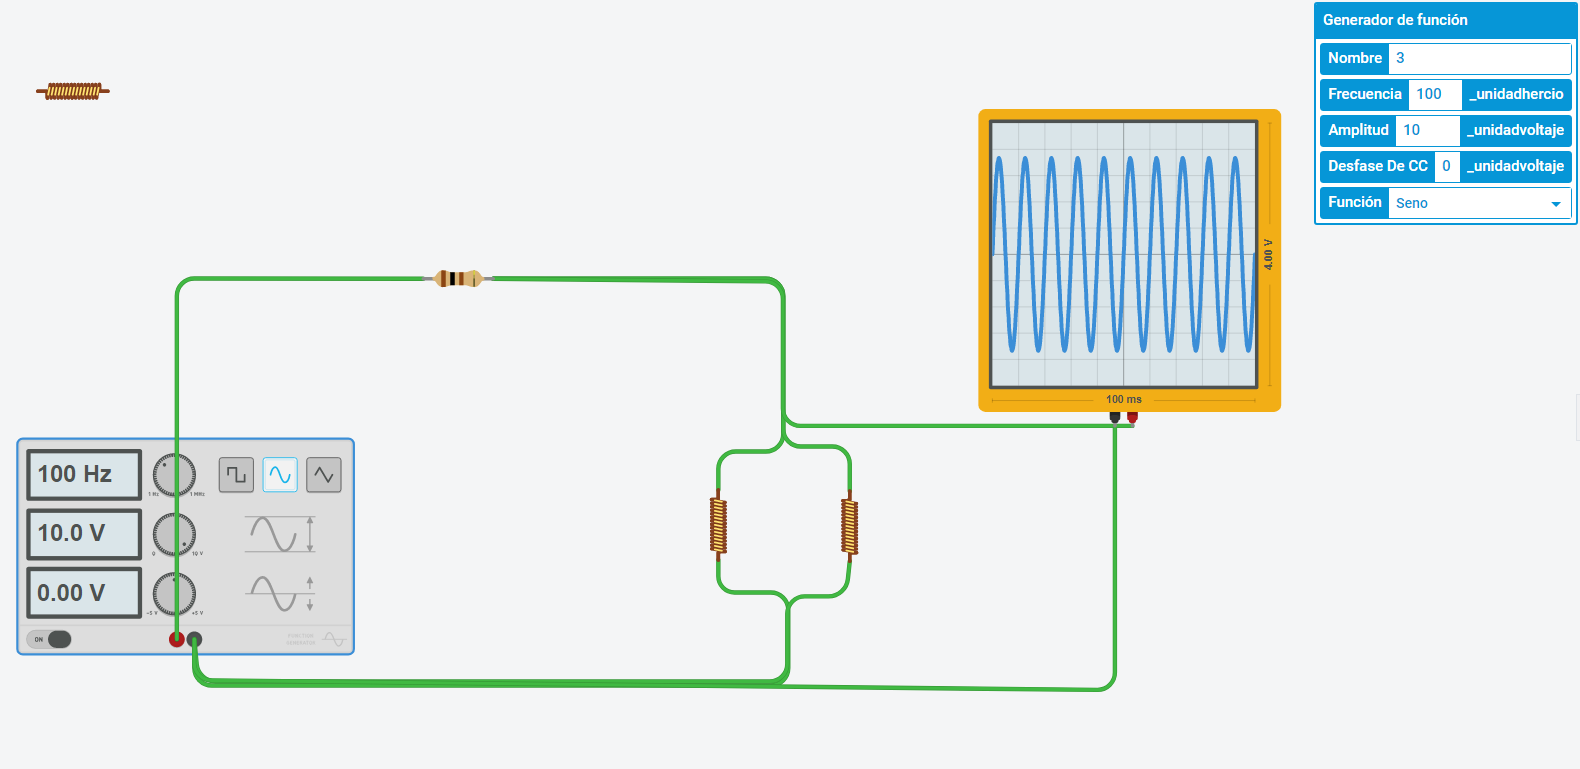 Generador de función
Nombre 3
Frecuencia 100 _unidadhercio
Amplitud 10 _unidadvoltaje
Desfase De CC 0 _unidadvoltaje
Función Seno
4.00 V
100 ms
100 Hz
1 Hz 1 MHz
10.0 V
0 10 V
0.00 V
-5 V +5 V
ON
FUNCTION
GENERATOR